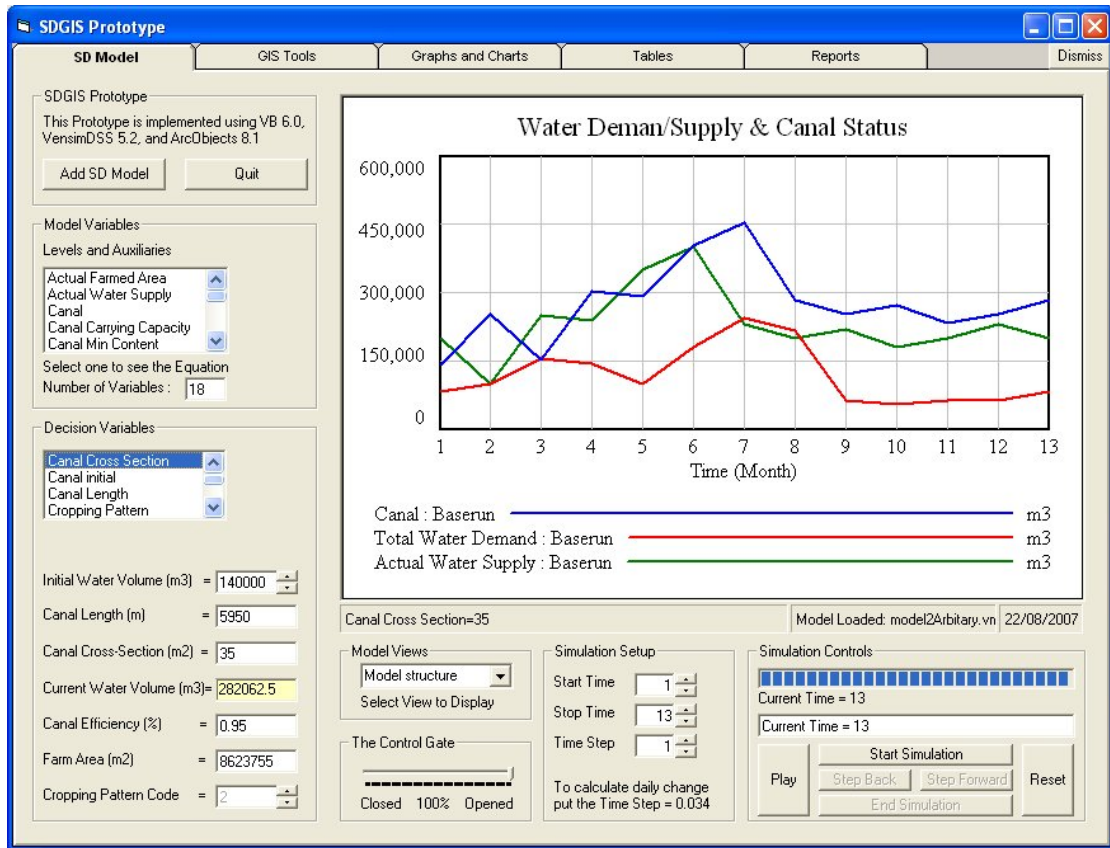 SDGIS Prototype
SD Model
GIS Tools
Graphs and Charts
Tables
Reports
Dismiss
SDGIS Prototype
This Prototype is implemented using VB 6.0,
VensimDSS 5.2, and ArcObjects 8.1
Add SD Model
Quit
Model Variables
Levels and Auxiliaries
Actual Farmed Area
Actual Water Supply
Canal
Canal Carrying Capacity
Canal Min Content
Select one to see the Equation
Number of Variables : 18
Decision Variables
Canal Cross Section
Canal initial
Canal Length
Cropping Pattern
Initial Water Volume (m3) = 140000
Canal Length (m) = 5950
Canal Cross-Section (m2) = 35
Current Water Volume (m3)= 282062.5
Canal Efficiency (%) = 0.95
Farm Area (m2) = 8623755
Cropping Pattern Code = 2
Water Deman/Supply & Canal Status
600,000
450,000
300,000
150,000
0
1 2 3 4 5 6 7 8 9 10 11 12 13
Time (Month)
Canal : Baserun m3
Total Water Demand : Baserun m3
Actual Water Supply : Baserun m3
Canal Cross Section=35
Model Loaded: model2Arbitary.vn
22/08/2007
Model Views
Model structure
Select View to Display
The Control Gate
Closed 100% Opened
Simulation Setup
Start Time 1
Stop Time 13
Time Step 1
To calculate daily change
put the Time Step = 0.034
Simulation Controls
Current Time = 13
Current Time = 13
Play
Start Simulation
Step Back
Step Forward
End Simulation
Reset